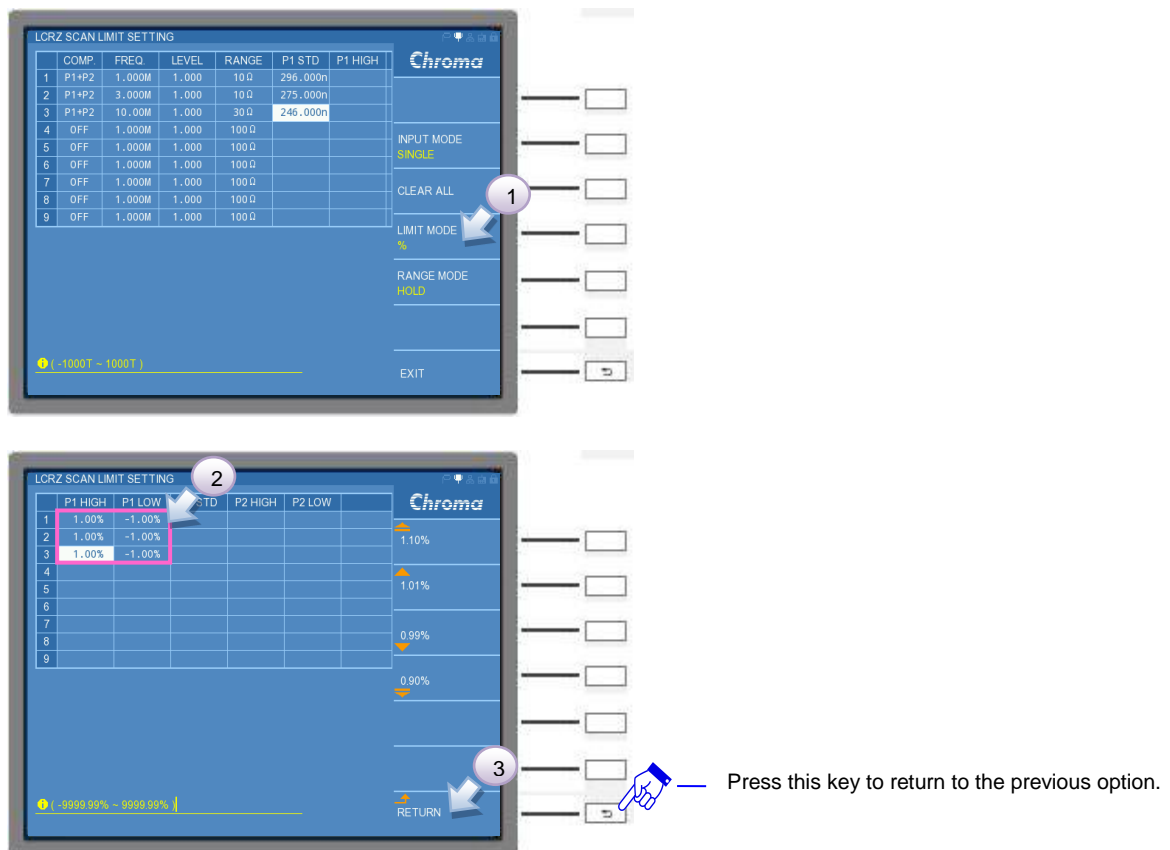 LCRZ SCAN LIMIT SETTING
Chroma
COMP. FREQ. LEVEL RANGE P1 STD P1 HIGH
1 P1+P2 1.000M 1.000 10Ω 296.000n
2 P1+P2 3.000M 1.000 10Ω 275.000n
3 P1+P2 10.00M 1.000 30Ω 246.000n
4 OFF 1.000M 1.000 100Ω
5 OFF 1.000M 1.000 100Ω
6 OFF 1.000M 1.000 100Ω
7 OFF 1.000M 1.000 100Ω
8 OFF 1.000M 1.000 100Ω
9 OFF 1.000M 1.000 100Ω
INPUT MODE
SINGLE
CLEAR ALL
1
LIMIT MODE
%
RANGE MODE
HOLD
( -1000T ~ 1000T )
EXIT
LCRZ SCAN LIMIT SETTING
2
Chroma
P1 HIGH P1 LOW STD P2 HIGH P2 LOW
1 1.00% -1.00%
2 1.00% -1.00%
3 1.00% -1.00%
4
5
6
7
8
9
1.10%
1.01%
0.99%
0.90%
3
( -9999.99% ~ 9999.99% )
RETURN
Press this key to return to the previous option.